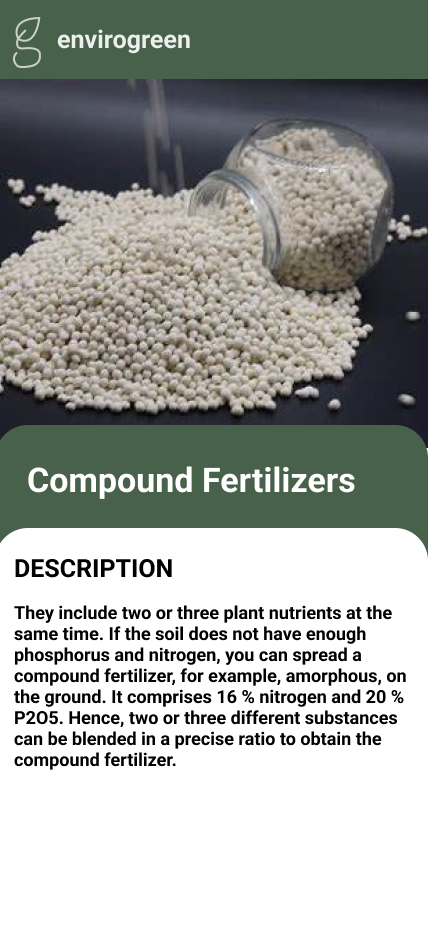 envirogreen
Compound Fertilizers
DESCRIPTION
They include two or three plant nutrients at the
same time. If the soil does not have enough
phosphorus and nitrogen, you can spread a
compound fertilizer, for example, amorphous, on
the ground. It comprises 16 % nitrogen and 20 %
P2O5. Hence, two or three different substances
can be blended in a precise ratio to obtain the
compound fertilizer.